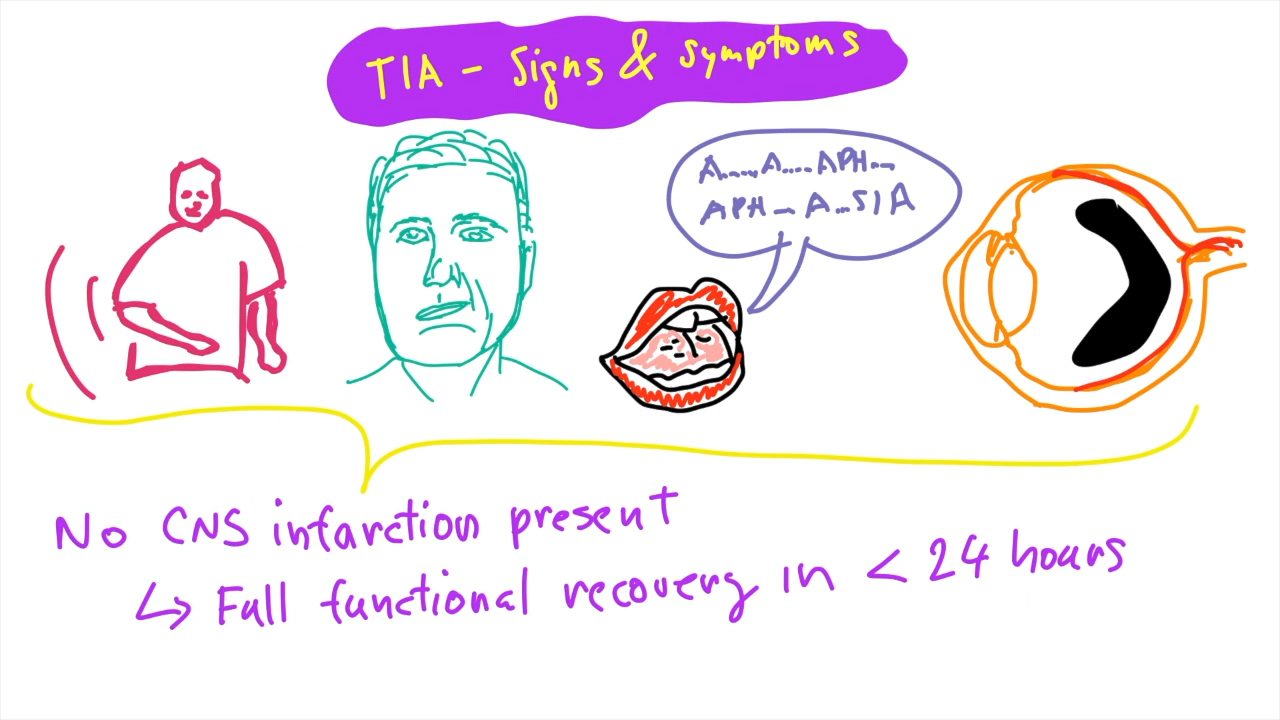 TIA - Signs & Symptoms
A....,A....APH...
APH... A...SIA
No CNS infarction present
↳ Full functional recovery in < 24 hours